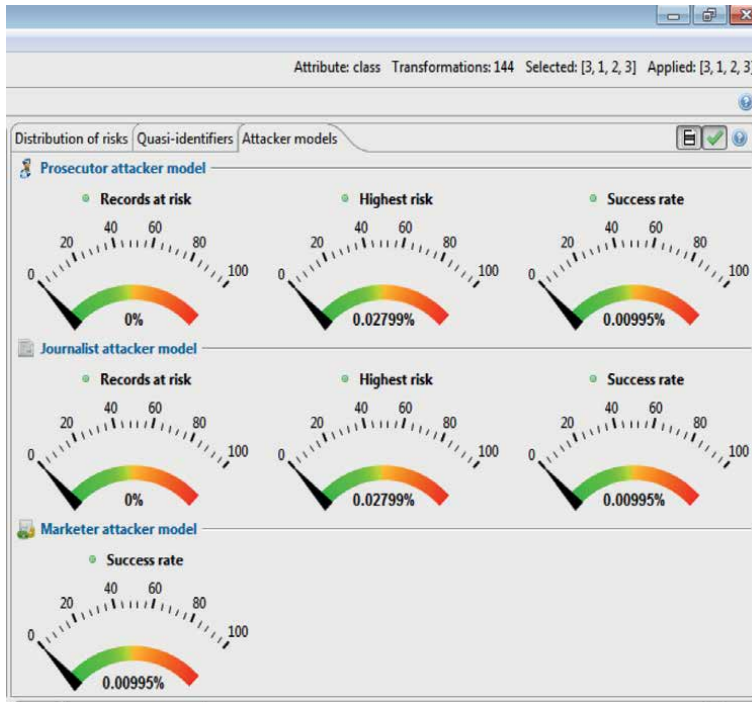 Attribute: class Transformations: 144 Selected: [3, 1, 2, 3] Applied: [3, 1, 2, 3]
Distribution of risks Quasi-identifiers Attacker models
Prosecutor attacker model
Records at risk Highest risk Success rate
0 20 40 60 80 100 0 20 40 60 80 100 0 20 40 60 80 100
0% 0.02799% 0.00995%
Journalist attacker model
Records at risk Highest risk Success rate
0 20 40 60 80 100 0 20 40 60 80 100 0 20 40 60 80 100
0% 0.02799% 0.00995%
Marketer attacker model
Success rate
0 20 40 60 80 100
0.00995%